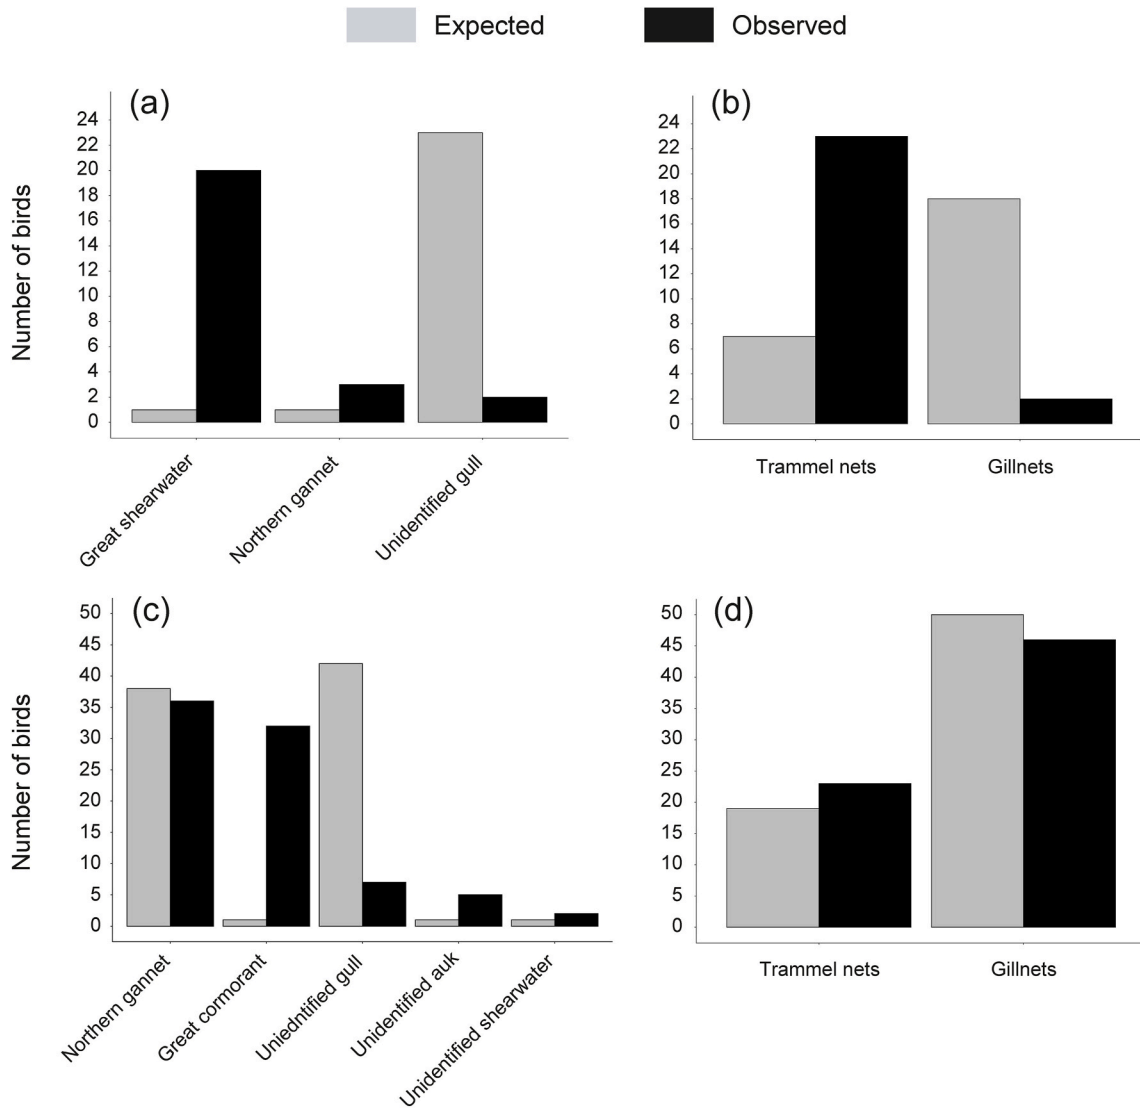 Expected
Observed
(a)
Number of birds
24
22
20
18
16
14
12
10
8
6
4
2
0
Great shearwater
Northern gannet
Unidentified gull
(b)
24
22
20
18
16
14
12
10
8
6
4
2
0
Trammel nets
Gillnets
(c)
Number of birds
50
45
40
35
30
25
20
15
10
5
0
Northern gannet
Great cormorant
Uniedntified gull
Unidentified auk
Unidentified shearwater
(d)
50
45
40
35
30
25
20
15
10
5
0
Trammel nets
Gillnets